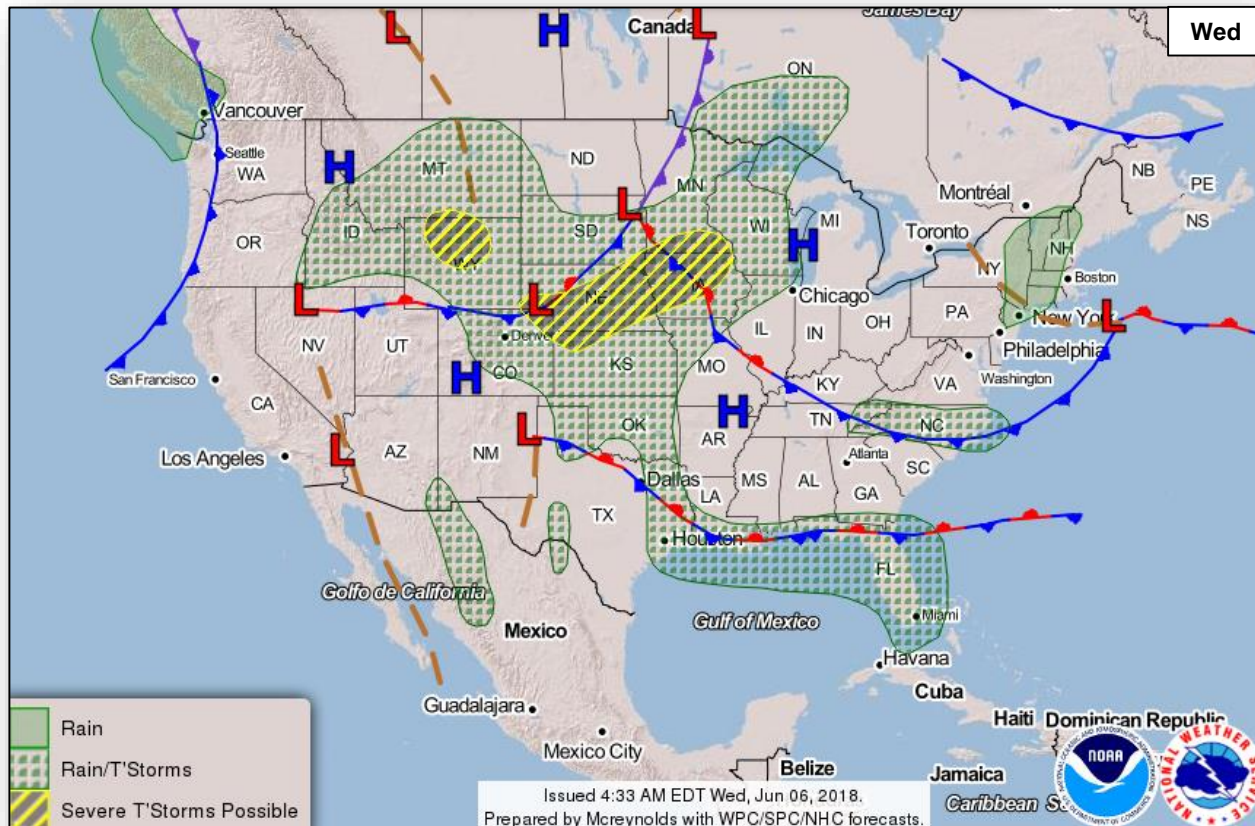 Wed
James Bay
Canada
L
H
L
ON
Vancouver
Seattle
WA
H
MT
ND
MN
Montréal
NB
PE
NS
L
OR
ID
SD
WI
MI
H
Toronto
NY
NH
Boston
WY
L
L
NE
IA
Chicago
PA
New York
L
Philadelphia
NV
UT
Denver
CO
H
KS
IL
IN
OH
MO
KY
VA
Washington
San Francisco
CA
L
H
OK
AR
TN
NC
Los Angeles
L
AZ
NM
Dallas
MS
AL
Atlanta
GA
SC
TX
LA
Houston
FL
Miami
Golfo de California
Mexico
Gulf of Mexico
Havana
Cuba
Guadalajara
Mexico City
Haiti
Dominican Republic
Belize
Jamaica
Caribbean
Rain
Rain/T'Storms
Severe T'Storms Possible
Issued 4:33 AM EDT Wed, Jun 06, 2018.
Prepared by Mcreynolds with WPC/SPC/NHC forecasts.
NOAA
NATIONAL WEATHER SERVICE